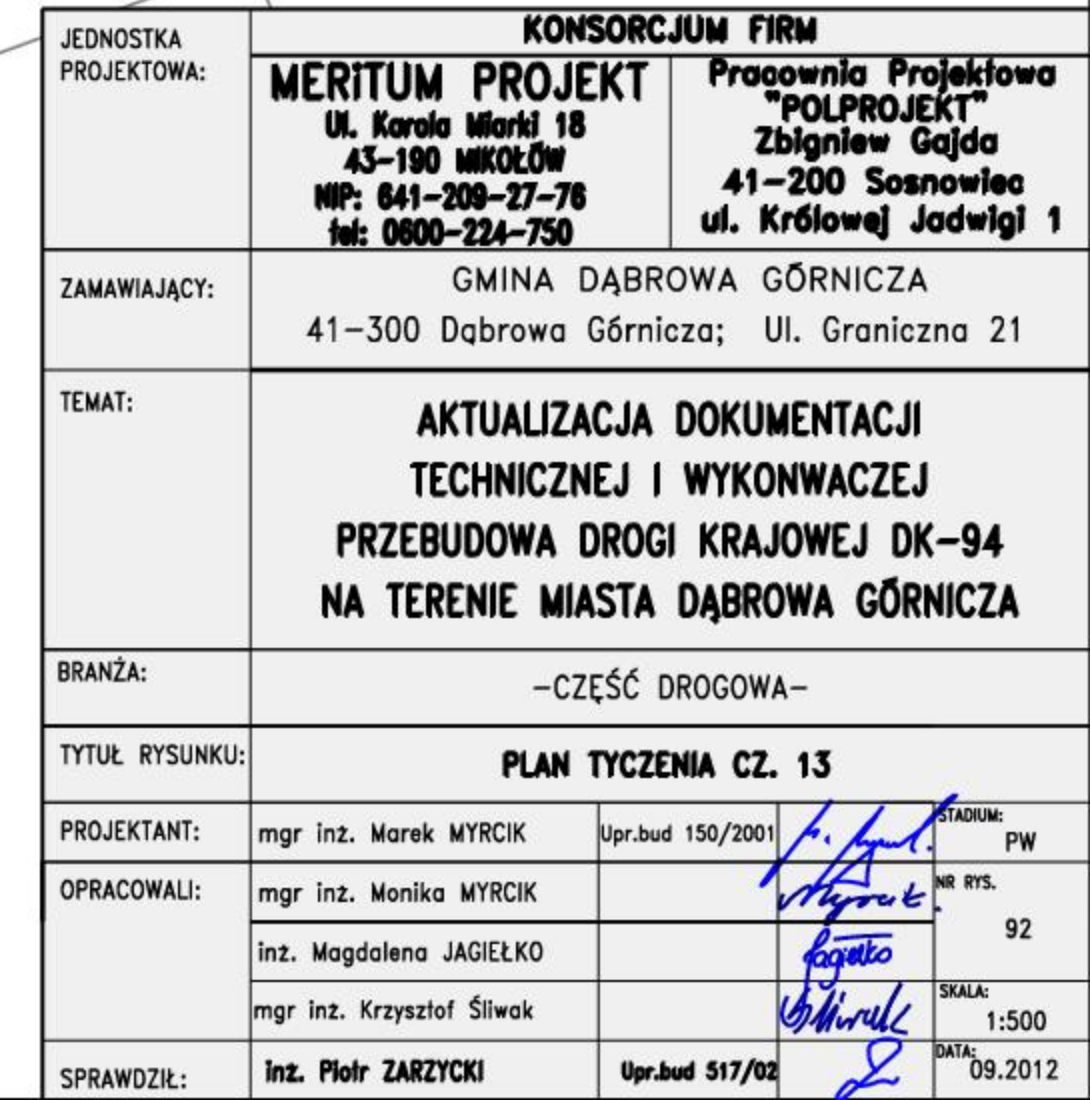 JEDNOSTKA
PROJEKTOWA:
KONSORCJUM FIRM
MERITUM PROJEKT
Ul. Karola Miarki 18
43-190 MIKOŁÓW
NIP: 641-209-27-76
tel: 0600-224-750
Pracownia Projektowa
"POLPROJEKT"
Zbigniew Gajda
41-200 Sosnowiec
ul. Królowej Jadwigi 1
ZAMAWIAJĄCY:
GMINA DĄBROWA GÓRNICZA
41-300 Dąbrowa Górnicza; Ul. Graniczna 21
TEMAT:
AKTUALIZACJA DOKUMENTACJI
TECHNICZNEJ I WYKONWACZEJ
PRZEBUDOWA DROGI KRAJOWEJ DK-94
NA TERENIE MIASTA DĄBROWA GÓRNICZA
BRANŻA:
-CZĘŚĆ DROGOWA-
TYTUŁ RYSUNKU:
PLAN TYCZENIA CZ. 13
PROJEKTANT:
mgr inż. Marek MYRCIK
Upr.bud 150/2001
STADIUM:
PW
OPRACOWALI:
mgr inż. Monika MYRCIK
Myrcik
NR RYS.
92
inż. Magdalena JAGIEŁKO
Jagiełko
mgr inż. Krzysztof Śliwak
SKALA:
1:500
SPRAWDZIŁ:
inż. Piotr ZARZYCKI
Upr.bud 517/02
DATA:
09.2012